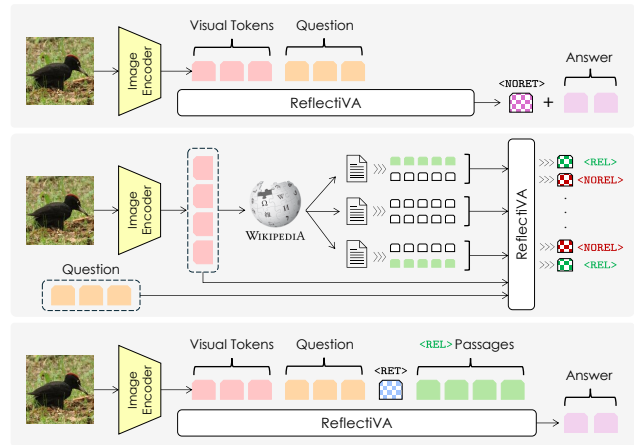 Visual Tokens
Question
Image
Encoder
Answer
<NORET>
+
ReflectiVA
Image
Encoder
WIKIPEDIA
ReflectiVA
<REL>
<NOREL>
<NOREL>
<REL>
Question
Visual Tokens
Question
<RET>
<REL> Passages
Image
Encoder
Answer
ReflectiVA